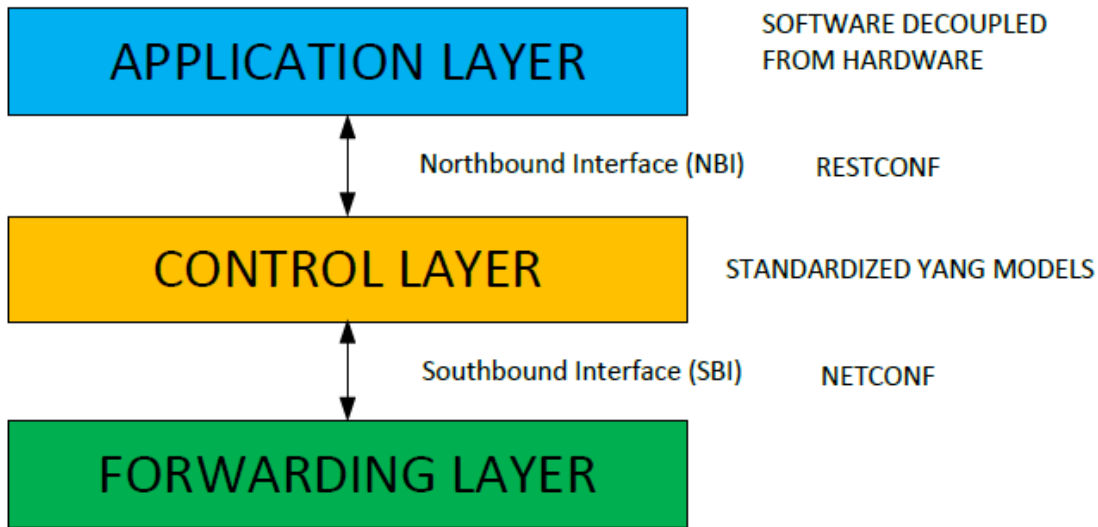 APPLICATION LAYER
SOFTWARE DECOUPLED
FROM HARDWARE
Northbound Interface (NBI)
RESTCONF
CONTROL LAYER
STANDARDIZED YANG MODELS
Southbound Interface (SBI)
NETCONF
FORWARDING LAYER